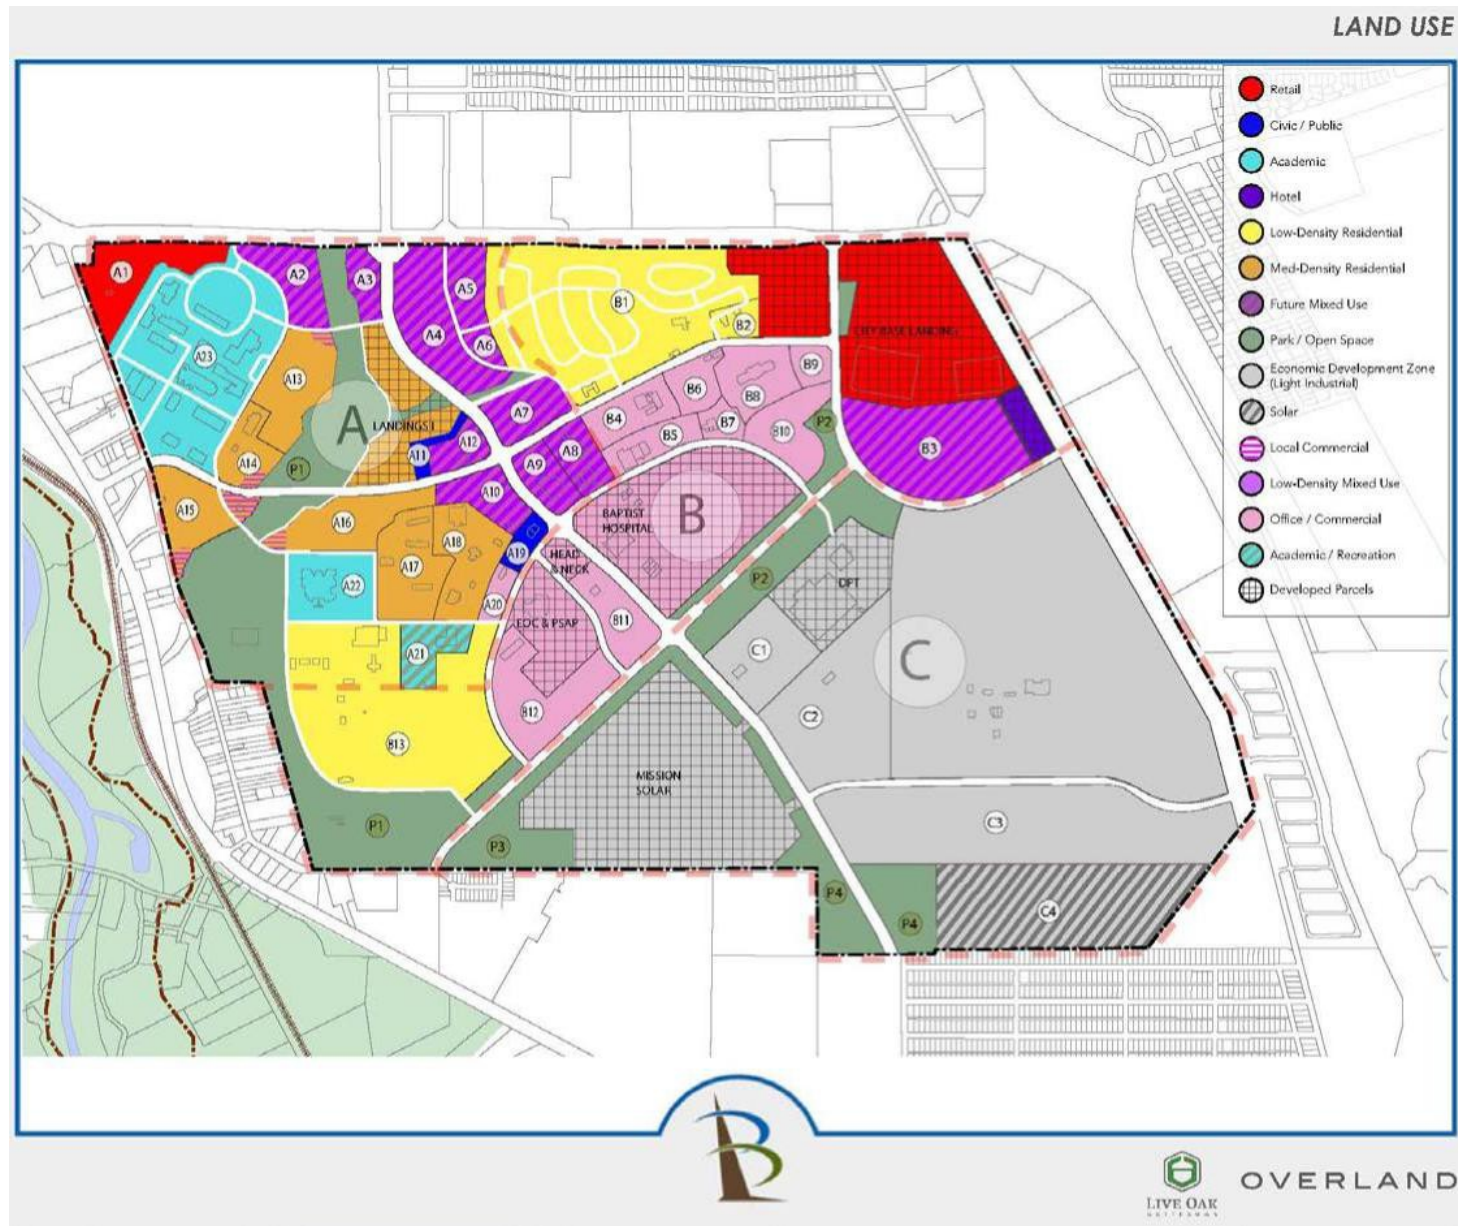 LAND USE
Retail
Civic / Public
Academic
Hotel
Low-Density Residential
Med-Density Residential
Future Mixed Use
Park / Open Space
Economic Development Zone
(Light Industrial)
Solar
Local Commercial
Low-Density Mixed Use
Office / Commercial
Academic / Recreation
Developed Parcels
A1
A2
A3
A5
A4
A6
B1
B2
CITY BASE LANDING
A23
A13
A
LANDINGS I
A7
A12
A11
A8
A9
A10
B4
B5
B6
B7
B8
B9
B10
P2
B3
A14
P1
A15
A16
BAPTIST
HOSPITAL
B
A18
A17
A19
HEAD
& NECK
A22
A20
EDC & PSAP
B11
P2
DPT
C1
C
A21
B12
C2
B13
MISSION
SOLAR
P1
P3
C3
P4
P4
C4
B
LIVE OAK
OVERLAND